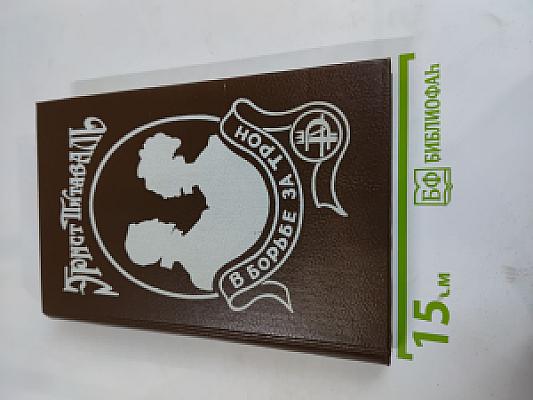 Эрнст Питаваль
В БОРЬБЕ ЗА ТРОН
БФ БИБЛИОФАН
15 см